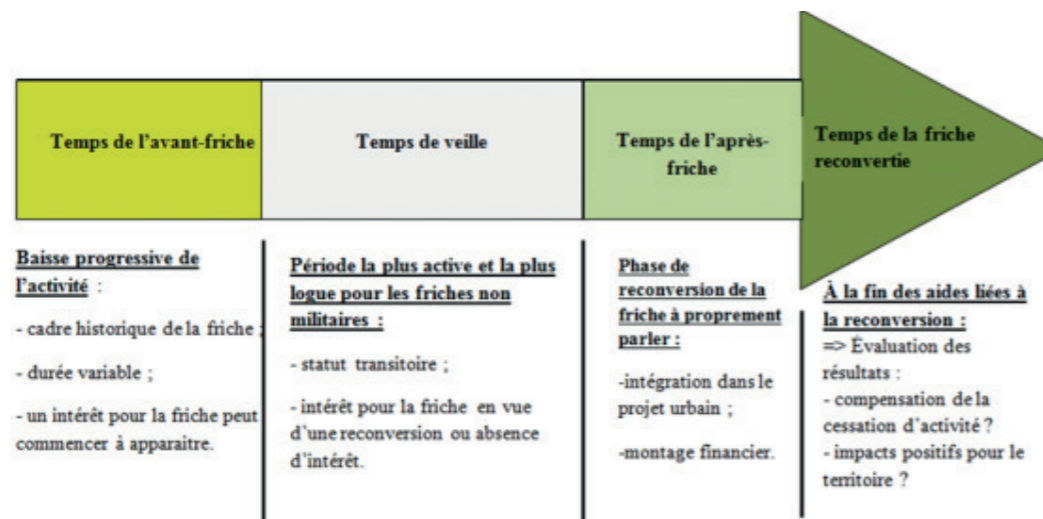 Temps de l'avant-friche
Temps de veille
Temps de l'après-
friche
Temps de la friche
reconvertie
Baisse progressive de
l'activité :
- cadre historique de la friche ;
- durée variable ;
- un intérêt pour la friche peut
commencer à apparaitre.
Période la plus active et la plus
logue pour les friches non
militaires :
- statut transitoire ;
- intérêt pour la friche en vue
d'une reconversion ou absence
d'intérêt.
Phase de
reconversion de la
friche à proprement
parler :
-intégration dans le
projet urbain ;
-montage financier.
À la fin des aides liées à
la reconversion :
=> Évaluation des
résultats :
- compensation de la
cessation d'activité ?
- impacts positifs pour le
territoire ?